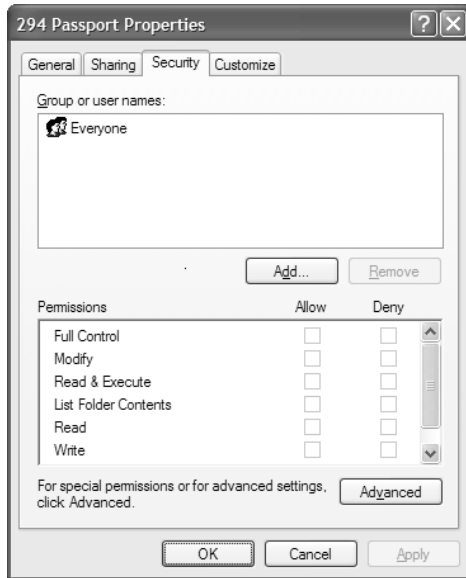 294 Passport Properties
General Sharing Security Customize
Group or user names:
Everyone
Add... Remove
Permissions Allow Deny
Full Control
Modify
Read & Execute
List Folder Contents
Read
Write
For special permissions or for advanced settings,
click Advanced.
Advanced
OK Cancel Apply